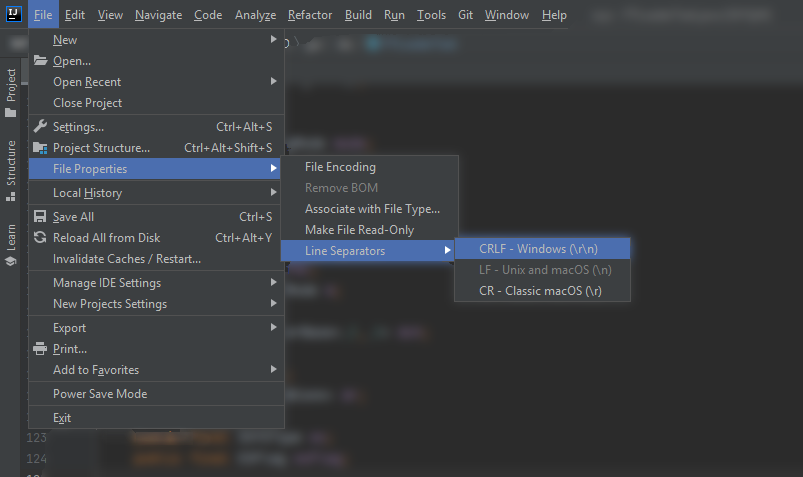 IJ File Edit View Navigate Code Analyze Refactor Build Run Tools Git Window Help
Project
Structure
Learn
New
Open...
Open Recent
Close Project
Settings... Ctrl+Alt+S
Project Structure... Ctrl+Alt+Shift+S
File Properties
Local History
Save All Ctrl+S
Reload All from Disk Ctrl+Alt+Y
Invalidate Caches / Restart...
Manage IDE Settings
New Projects Settings
Export
Print...
Add to Favorites
Power Save Mode
Exit
File Encoding
Remove BOM
Associate with File Type...
Make File Read-Only
Line Separators
CRLF - Windows (\r\n)
LF - Unix and macOS (\n)
CR - Classic macOS (\r)
123
124